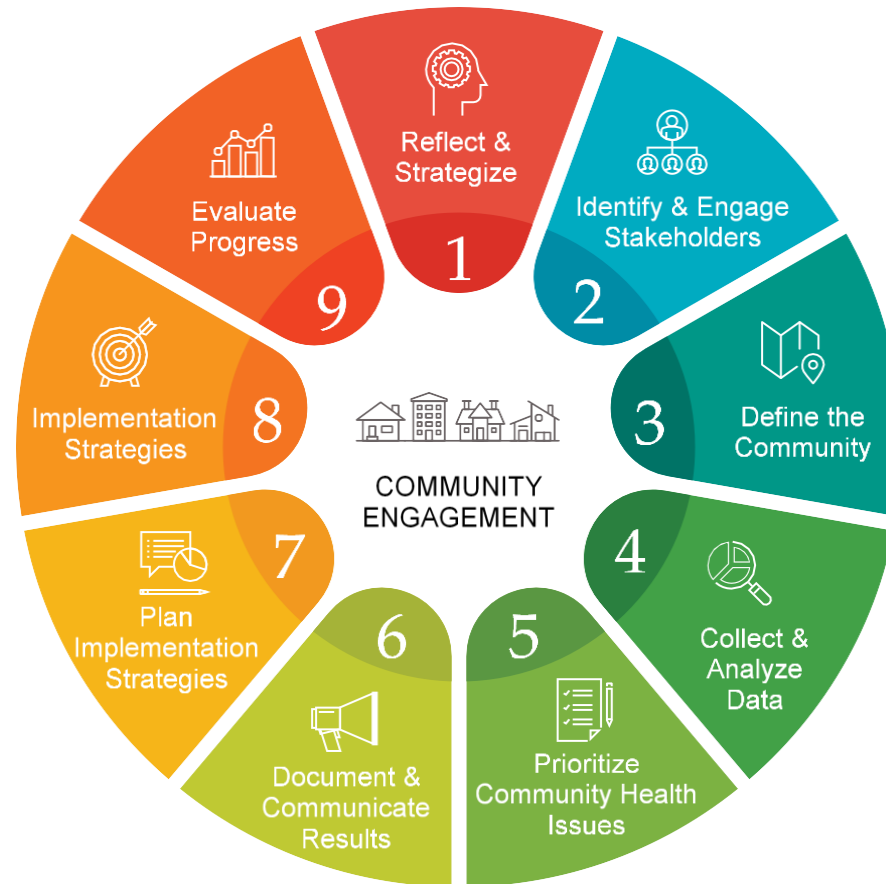 1
Reflect &
Strategize
2
Identify & Engage
Stakeholders
3
Define the
Community
4
Collect &
Analyze
Data
5
Prioritize
Community Health
Issues
6
Document &
Communicate
Results
7
Plan
Implementation
Strategies
8
Implementation
Strategies
9
Evaluate
Progress
COMMUNITY
ENGAGEMENT